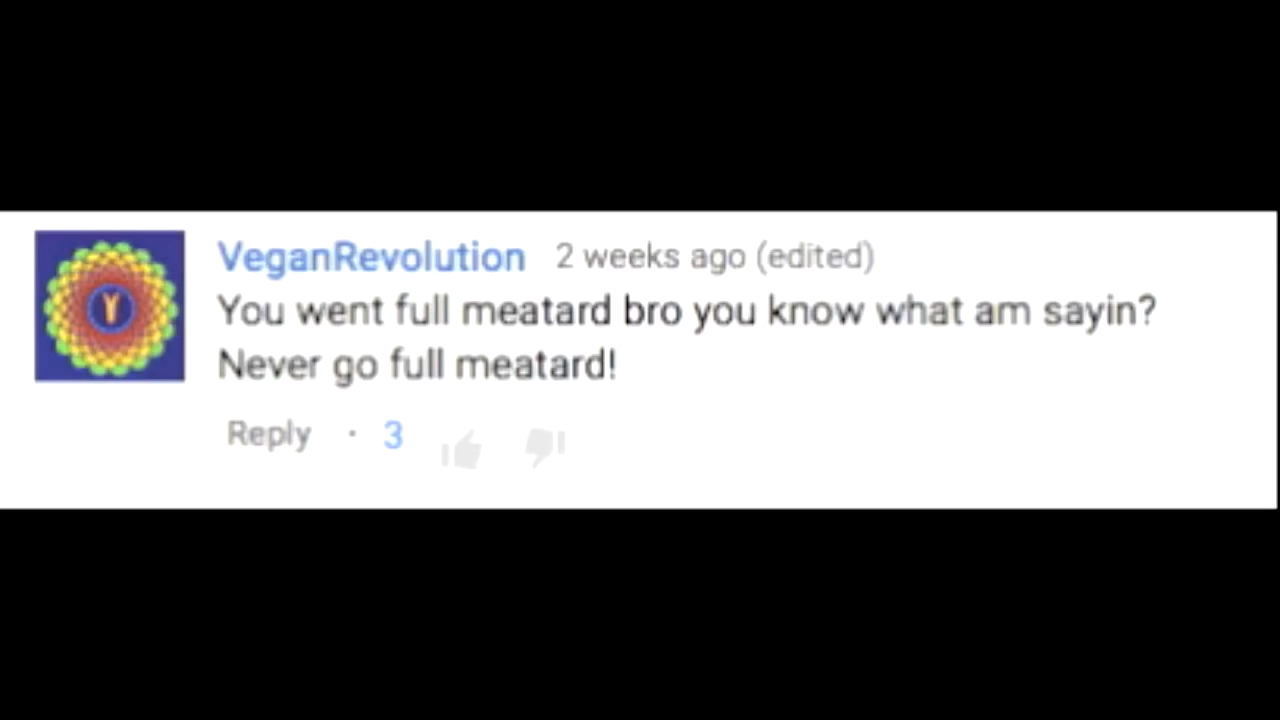 VeganRevolution 2 weeks ago (edited)
You went full meatard bro you know what am sayin?
Never go full meatard!
Reply · 3